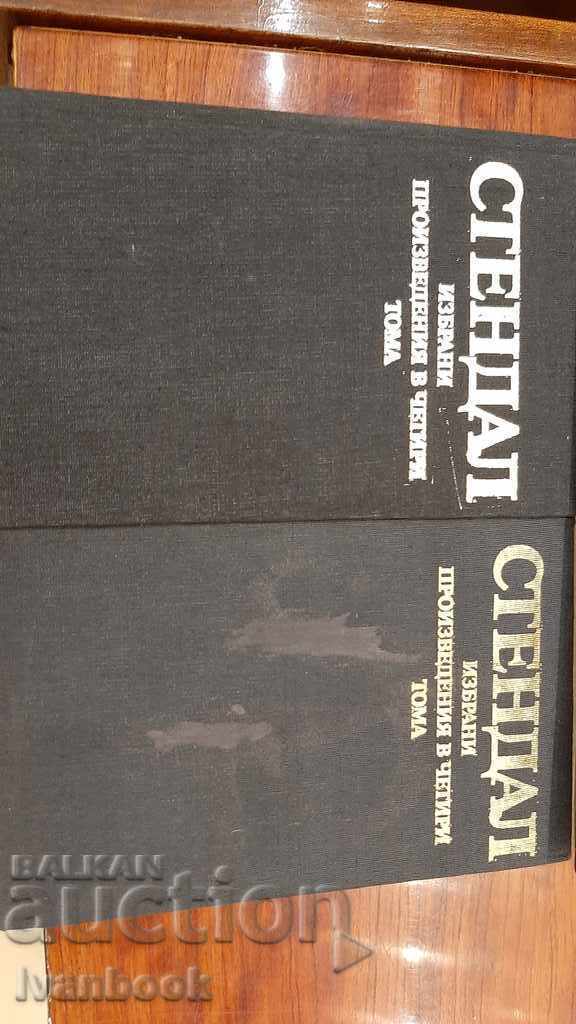 СТЕНДАЛ
ИЗБРАНИ
ПРОИЗВЕДЕНИЯ В ЧЕТИРИ
ТОМА
СТЕНДАЛ
ИЗБРАНИ
ПРОИЗВЕДЕНИЯ В ЧЕТИРИ
ТОМА
BALKAN
auction
Ivanbook